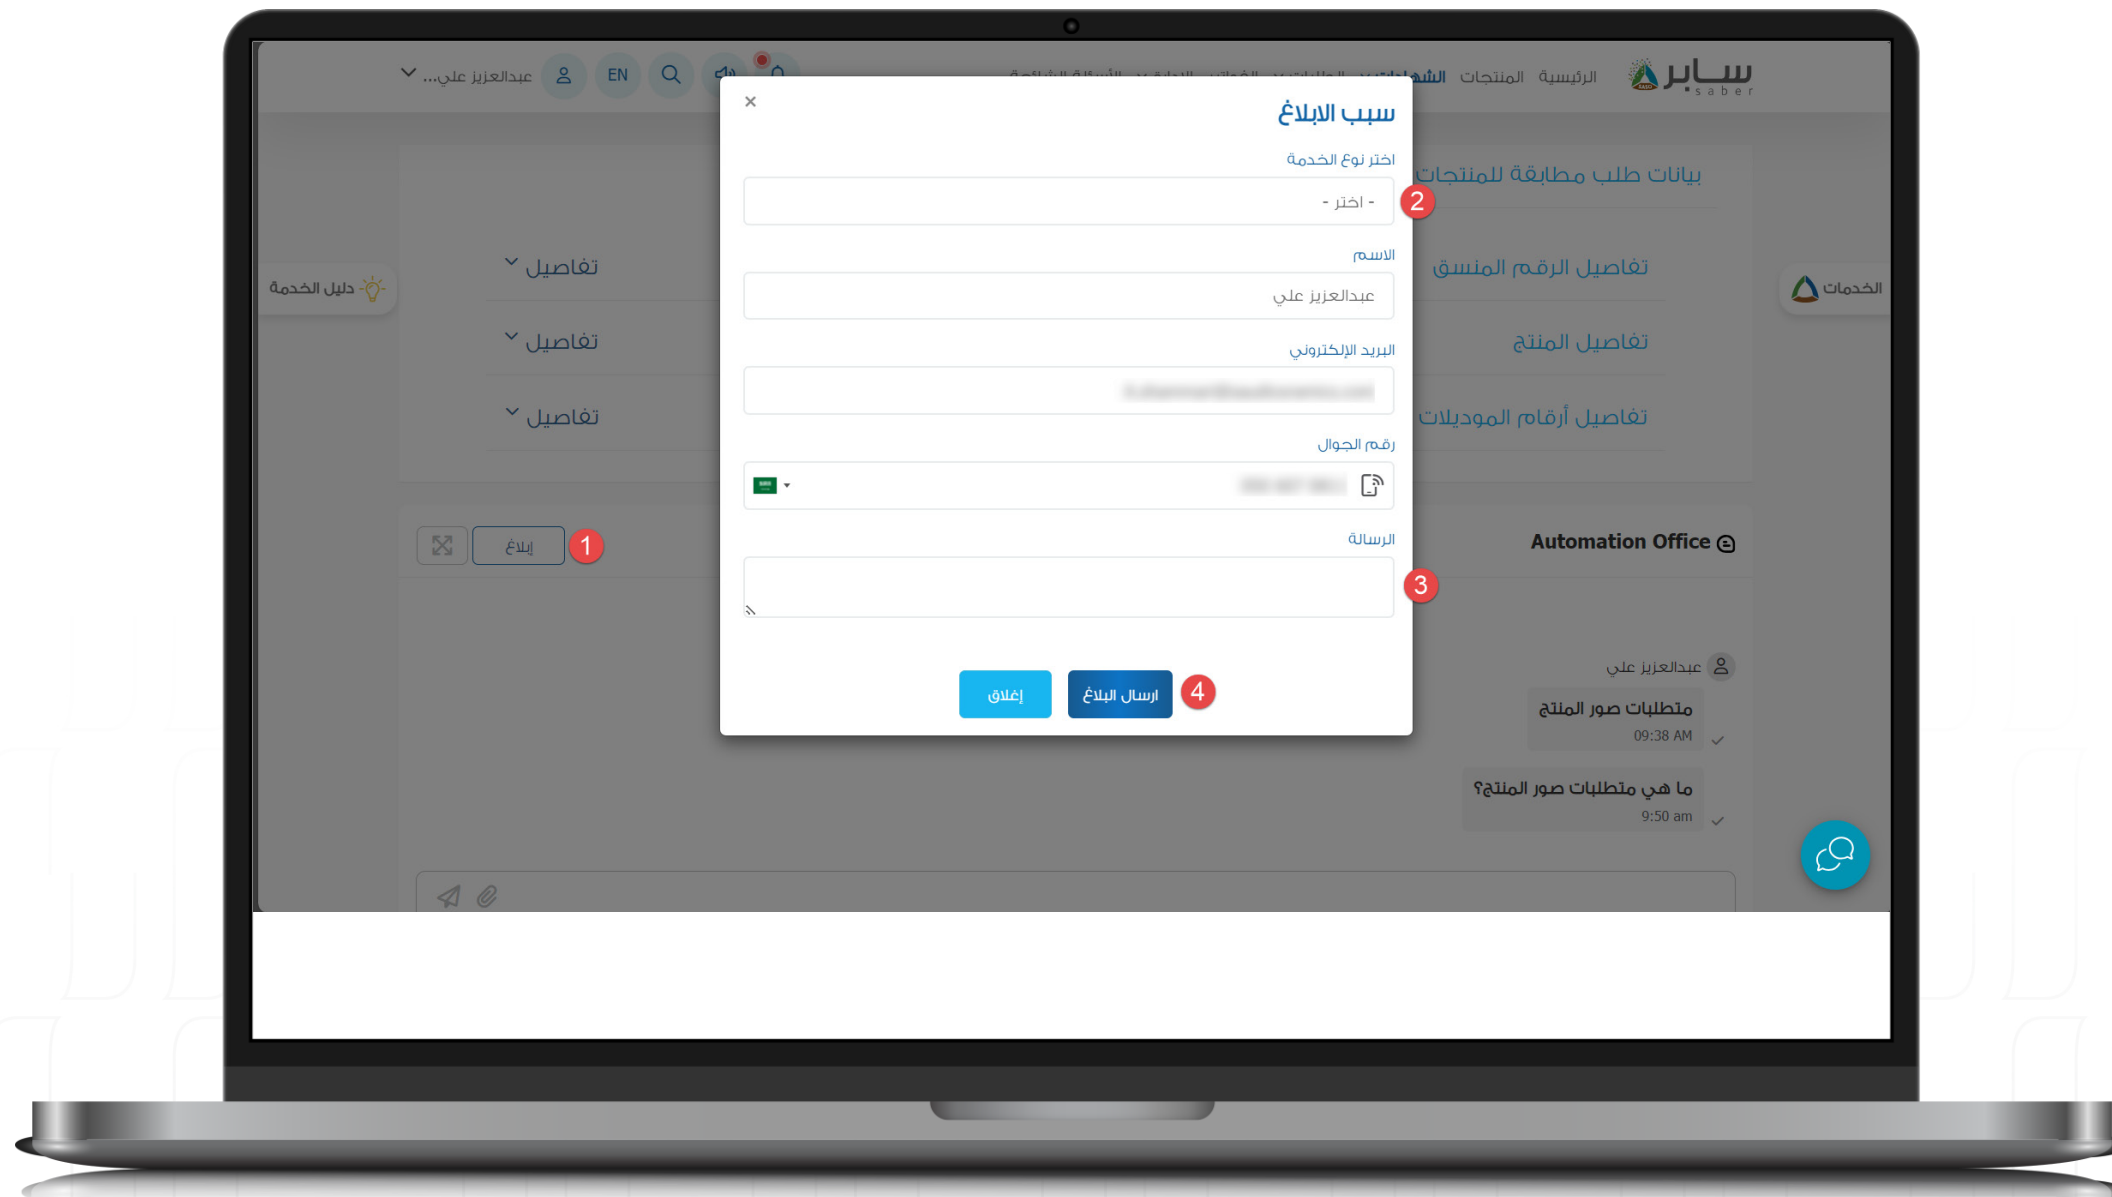 سابر
saber
الرئيسية المنتجات الشهادات
EN عبدالعزيز علي...
بيانات طلب مطابقة للمنتجات
تفاصيل الرقم المنسق تفاصيل
تفاصيل المنتج تفاصيل
تفاصيل أرقام الموديلات تفاصيل
الخدمات
دليل الخدمة
سبب الابلاغ ×
اختر نوع الخدمة
- اختر -
2
الاسم
عبدالعزيز علي
البريد الإلكتروني
رقم الجوال
الرسالة
3
ارسال البلاغ إغلاق
4
Automation Office
إبلاغ
1
عبدالعزيز علي
متطلبات صور المنتج
09:38 AM
ما هي متطلبات صور المنتج؟
9:50 am